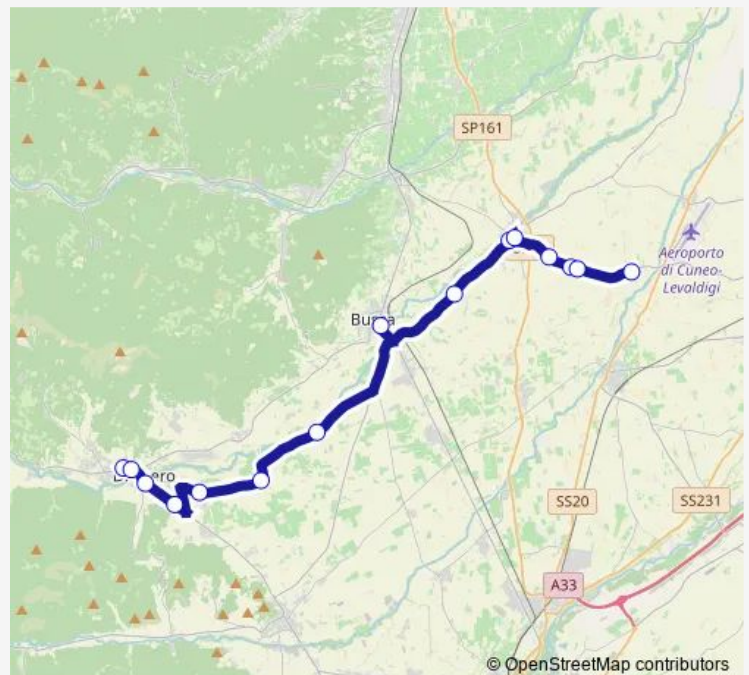 SP161
Aeroporto
di Cuneo-
Levaldigi
SS20
SS231
A33
© OpenStreetMap contributors